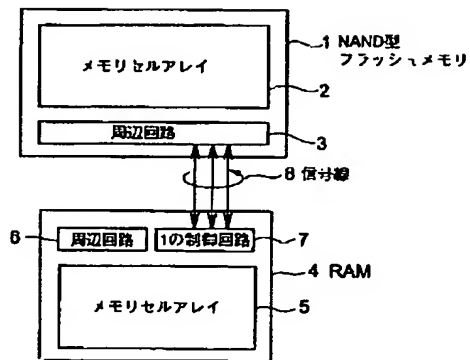 1 NAND型
フラッシュメモリ
メモリセルアレイ
2
周辺回路
3
8 信号線
6
周辺回路
1の制御回路
7
4 RAM
メモリセルアレイ
5